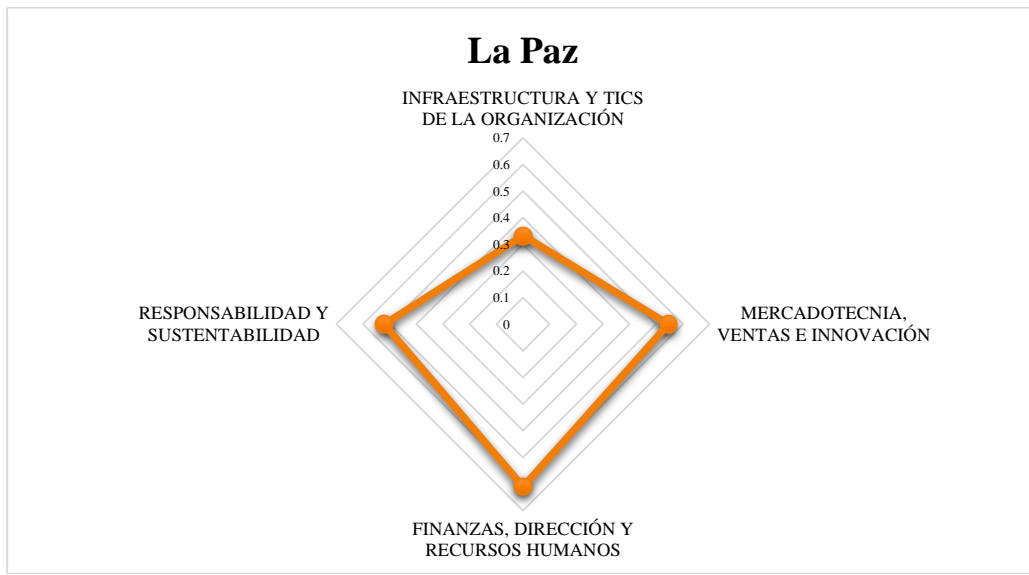 La Paz
INFRAESTRUCTURA Y TICS
DE LA ORGANIZACIÓN
0.7
0.6
0.5
0.4
0.3
0.2
0.1
0
RESPONSABILIDAD Y
SUSTENTABILIDAD
MERCADOTECNIA,
VENTAS E INNOVACIÓN
FINANZAS, DIRECCIÓN Y
RECURSOS HUMANOS